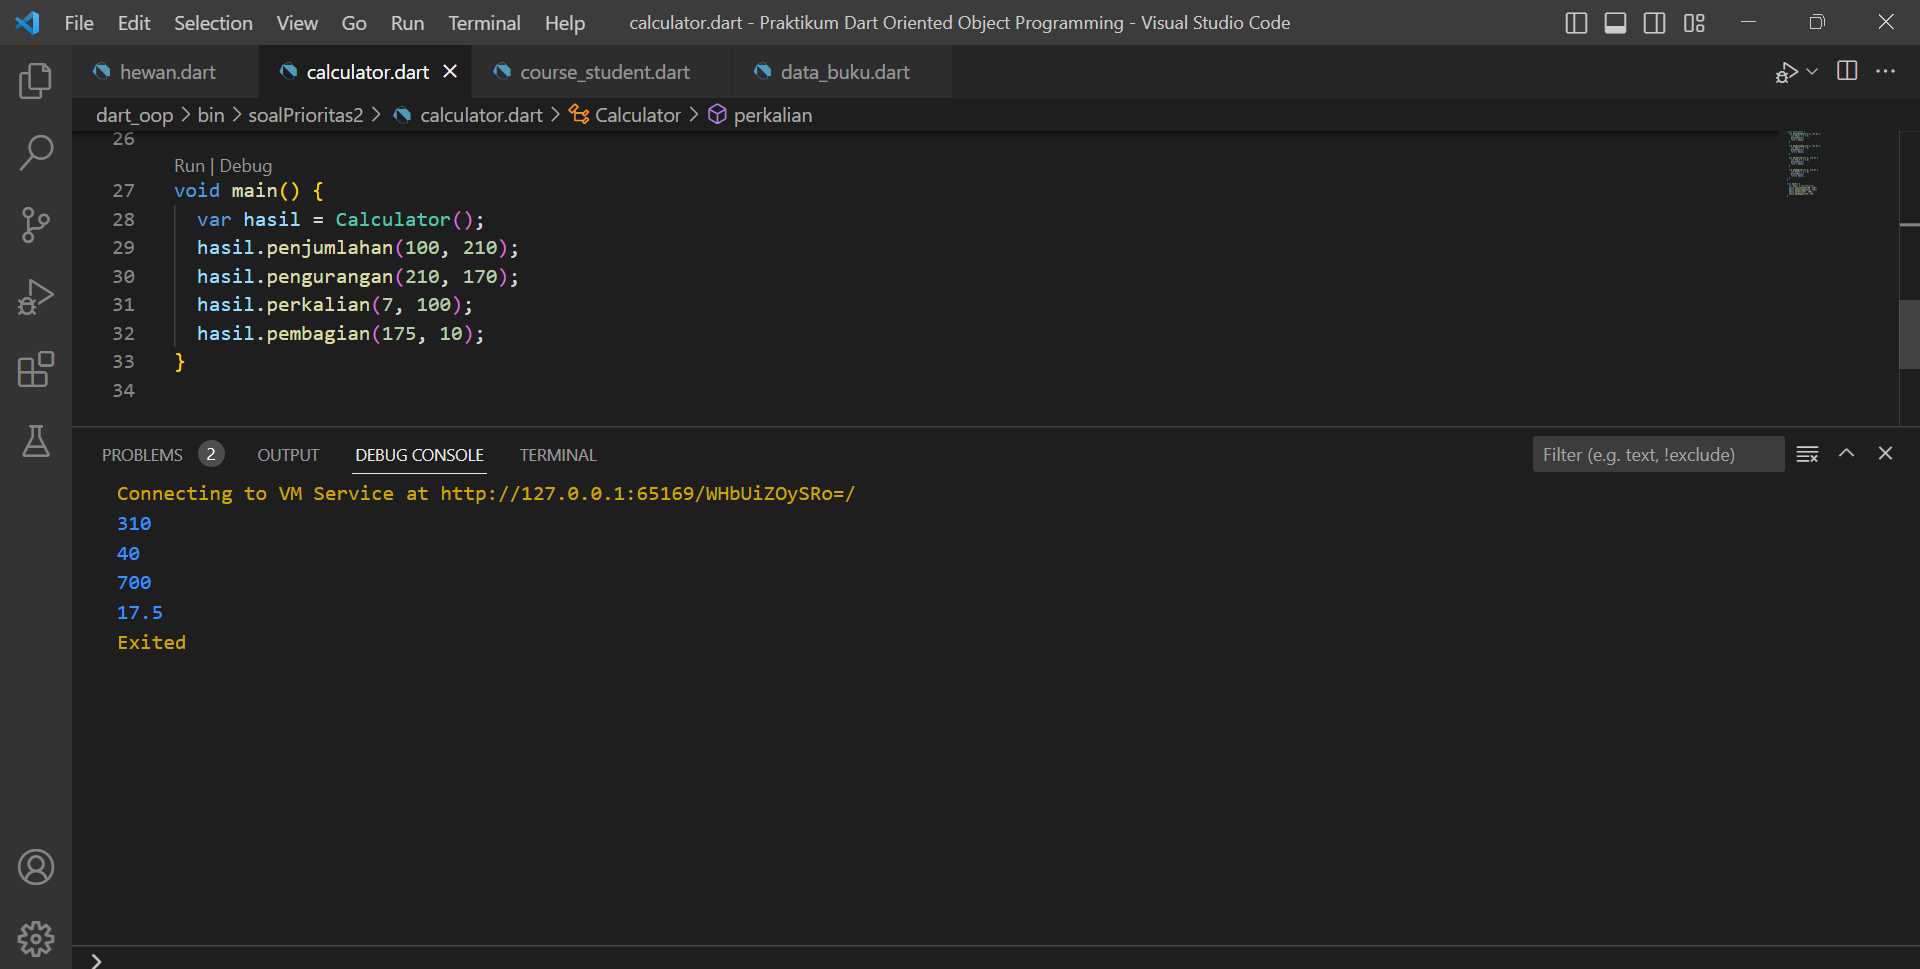 File Edit Selection View Go Run Terminal Help calculator.dart - Praktikum Dart Oriented Object Programming - Visual Studio Code
hewan.dart calculator.dart course_student.dart data_buku.dart
dart_oop > bin > soalPrioritas2 > calculator.dart > Calculator > perkalian
26
Run | Debug
27 void main() {
28 var hasil = Calculator();
29 hasil.penjumlahan(100, 210);
30 hasil.pengurangan(210, 170);
31 hasil.perkalian(7, 100);
32 hasil.pembagian(175, 10);
33 }
34
PROBLEMS 2 OUTPUT DEBUG CONSOLE TERMINAL Filter (e.g. text, !exclude)
Connecting to VM Service at http://127.0.0.1:65169/WHbUiZOySRo=/
310
40
700
17.5
Exited